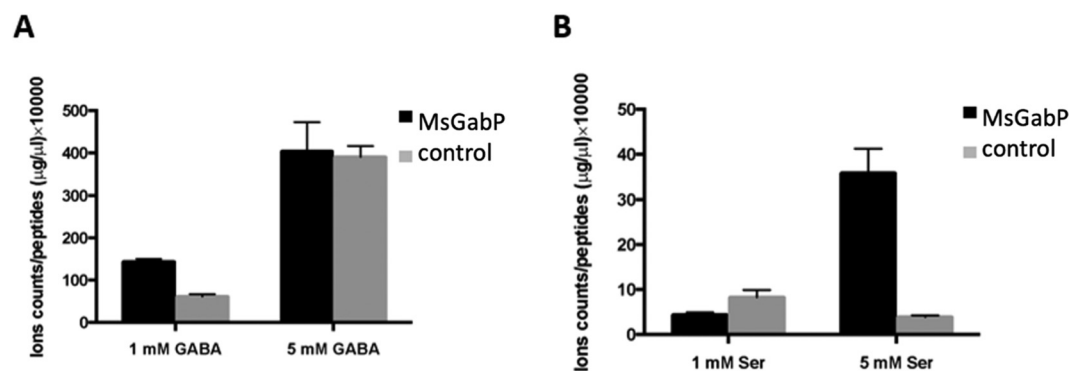 A
Ions counts/peptides (µg/µl)×10000
500
400
300
200
100
0
1 mM GABA
5 mM GABA
MsGabP
control
B
Ions counts/peptides (µg/µl)×10000
50
40
30
20
10
0
1 mM Ser
5 mM Ser
MsGabP
control